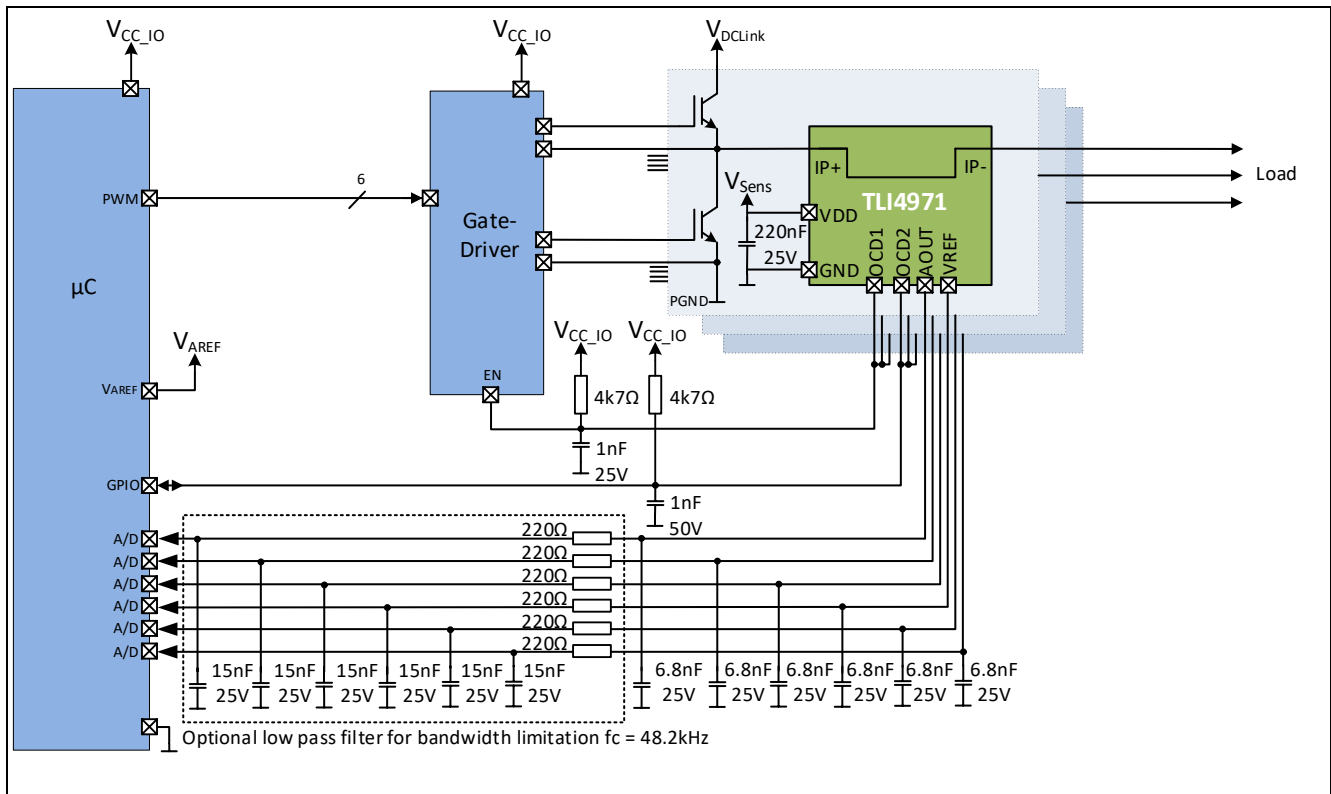 VCC_IO
VCC_IO
VDCLink
6
PWM
Gate-
Driver
µC
IP+
IP-
TLI4971
Load
VSens
VDD
220nF
25V
GND
OCD1
OCD2
AOUT
VREF
PGND
VAREF
VAREF
VCC_IO
VCC_IO
EN
4k7Ω
4k7Ω
1nF
25V
GPIO
1nF
50V
A/D
220Ω
A/D
220Ω
A/D
220Ω
A/D
220Ω
A/D
220Ω
A/D
220Ω
15nF 15nF 15nF 15nF 15nF 15nF 6.8nF 6.8nF 6.8nF 6.8nF 6.8nF 6.8nF
25V 25V 25V 25V 25V 25V 25V 25V 25V 25V 25V 25V
Optional low pass filter for bandwidth limitation fc = 48.2kHz